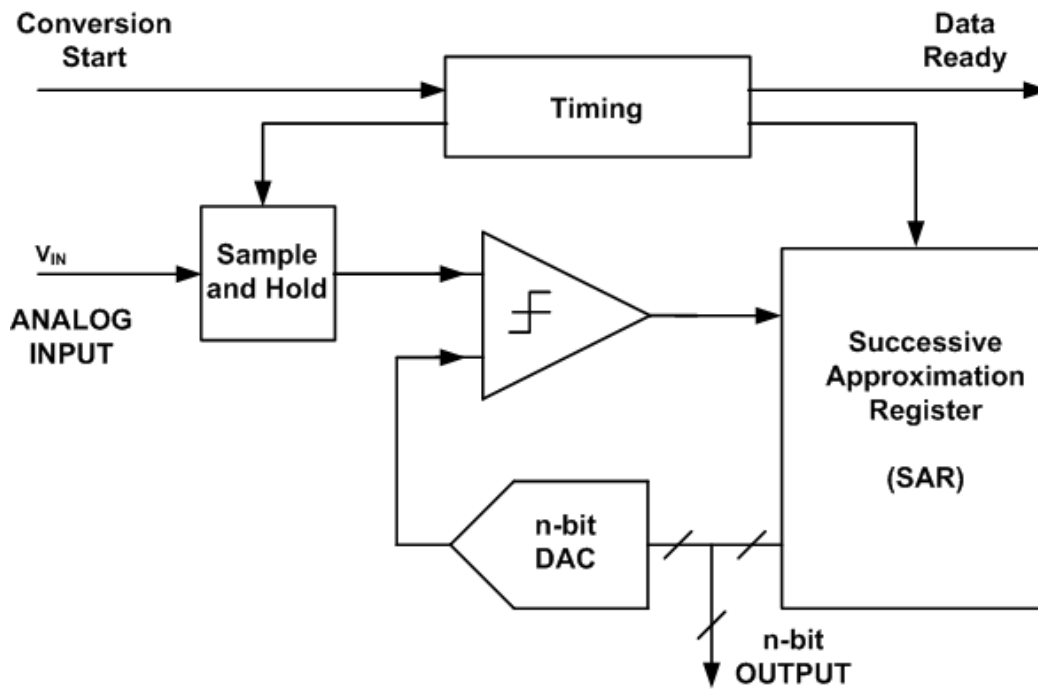 Conversion
Start
Data
Ready
Timing
Sample
and Hold
VIN
ANALOG
INPUT
Successive
Approximation
Register
(SAR)
n-bit
DAC
n-bit
OUTPUT